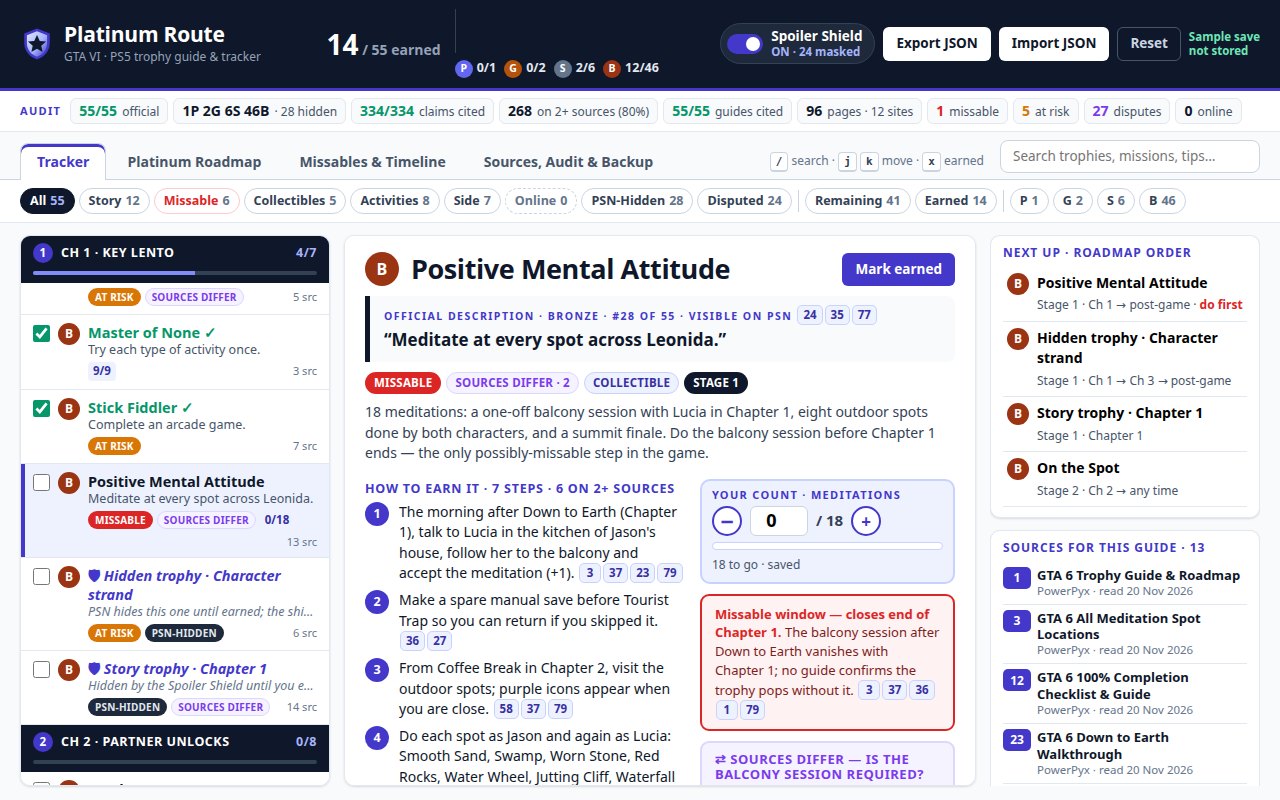 Platinum Route
GTA VI · PS5 trophy guide & tracker
14 / 55 earned
P 0/1 G 0/2 S 2/6 B 12/46
Spoiler Shield
ON · 24 masked
Export JSON
Import JSON
Reset
Sample save
not stored
AUDIT 55/55 official 1P 2G 6S 46B · 28 hidden 334/334 claims cited 268 on 2+ sources (80%) 55/55 guides cited 96 pages · 12 sites 1 missable 5 at risk 27 disputes 0 online
Tracker Platinum Roadmap Missables & Timeline Sources, Audit & Backup / search · j k move · x earned Search trophies, missions, tips...
All 55 Story 12 Missable 6 Collectibles 5 Activities 8 Side 7 Online 0 PSN-Hidden 28 Disputed 24 Remaining 41 Earned 14 P 1 G 2 S 6 B 46
1 CH 1 · KEY LENTO 4/7
AT RISK SOURCES DIFFER 5 src
B Master of None ✓
Try each type of activity once.
9/9 3 src
B Stick Fiddler ✓
Complete an arcade game.
AT RISK 7 src
B Positive Mental Attitude
Meditate at every spot across Leonida.
MISSABLE SOURCES DIFFER 0/18
13 src
B Hidden trophy · Character
strand
PSN hides this one until earned; the shi...
AT RISK PSN-HIDDEN 6 src
B Story trophy · Chapter 1
Hidden by the Spoiler Shield until you e...
PSN-HIDDEN SOURCES DIFFER 14 src
2 CH 2 · PARTNER UNLOCKS 0/8
B Positive Mental Attitude
Mark earned
OFFICIAL DESCRIPTION · BRONZE · #28 OF 55 · VISIBLE ON PSN 24 35 77
“Meditate at every spot across Leonida.”
MISSABLE SOURCES DIFFER · 2 COLLECTIBLE STAGE 1
18 meditations: a one-off balcony session with Lucia in Chapter 1, eight outdoor spots
done by both characters, and a summit finale. Do the balcony session before Chapter 1
ends — the only possibly-missable step in the game.
HOW TO EARN IT · 7 STEPS · 6 ON 2+ SOURCES
1 The morning after Down to Earth (Chapter
1), talk to Lucia in the kitchen of Jason's
house, follow her to the balcony and
accept the meditation (+1). 3 37 23 79
2 Make a spare manual save before Tourist
Trap so you can return if you skipped it.
36 27
3 From Coffee Break in Chapter 2, visit the
outdoor spots; purple icons appear when
you are close. 58 37 79
4 Do each spot as Jason and again as Lucia:
Smooth Sand, Swamp, Worn Stone, Red
Rocks, Water Wheel, Jutting Cliff, Waterfall
YOUR COUNT · MEDITATIONS
− 0 / 18 +
18 to go · saved
Missable window — closes end of
Chapter 1. The balcony session after
Down to Earth vanishes with
Chapter 1; no guide confirms the
trophy pops without it. 3 37 36
1 79
⇄ SOURCES DIFFER — IS THE
BALCONY SESSION REQUIRED?
NEXT UP · ROADMAP ORDER
B Positive Mental Attitude
Stage 1 · Ch 1 → post-game · do first
B Hidden trophy · Character
strand
Stage 1 · Ch 1 → Ch 3 → post-game
B Story trophy · Chapter 1
Stage 1 · Chapter 1
B On the Spot
Stage 2 · Ch 2 → any time
SOURCES FOR THIS GUIDE · 13
1 GTA 6 Trophy Guide & Roadmap
PowerPyx · read 20 Nov 2026
3 GTA 6 All Meditation Spot
Locations
PowerPyx · read 20 Nov 2026
12 GTA 6 100% Completion
Checklist & Guide
PowerPyx · read 20 Nov 2026
23 GTA 6 Down to Earth
Walkthrough
PowerPyx · read 20 Nov 2026